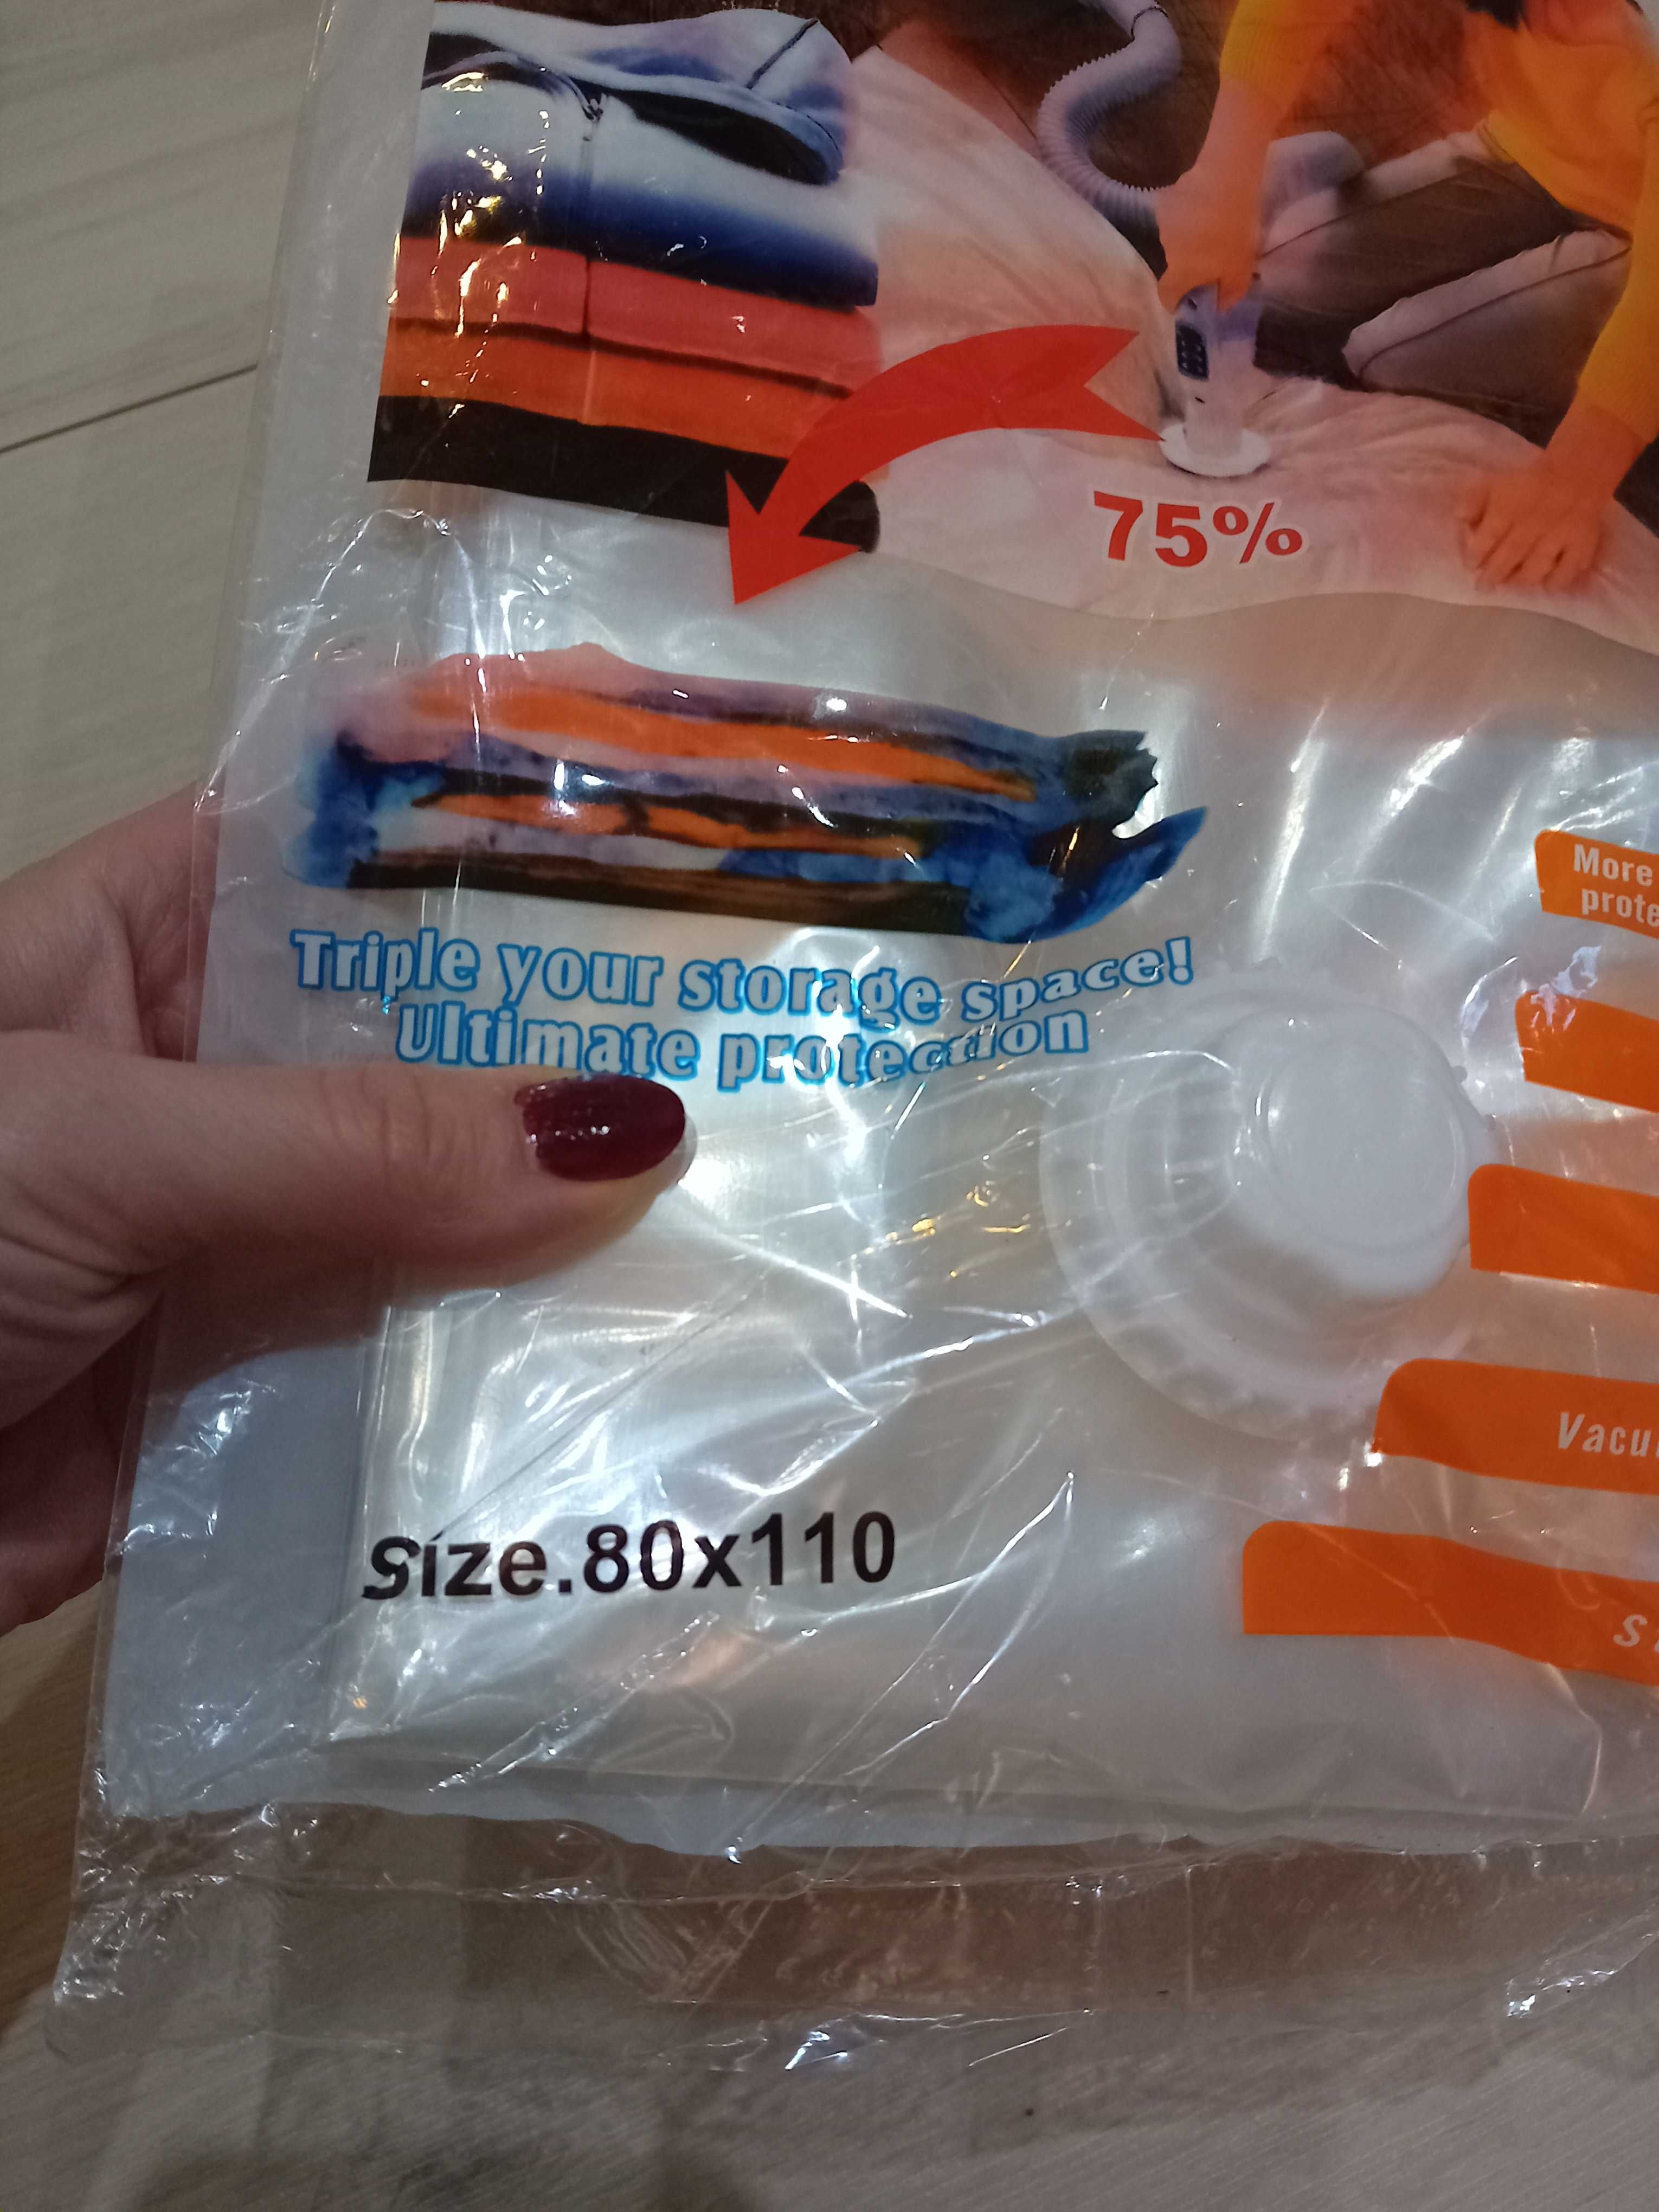 75%
Triple your storage space!
Ultimate protection
More
Size.80x110